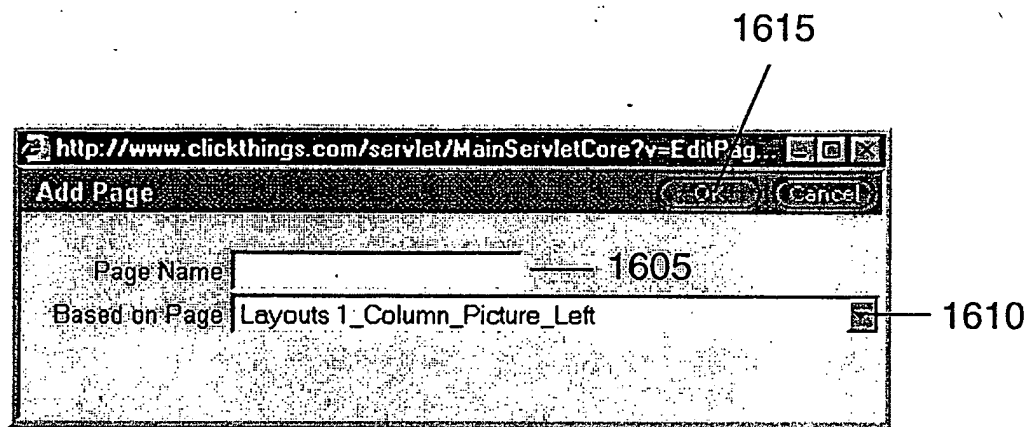 1615
http://www.clickthings.com/servlet/MainServletCore?v=EditPag...
Add Page OK Cancel
Page Name 1605
Based on Page Layouts 1_Column_Picture_Left 1610